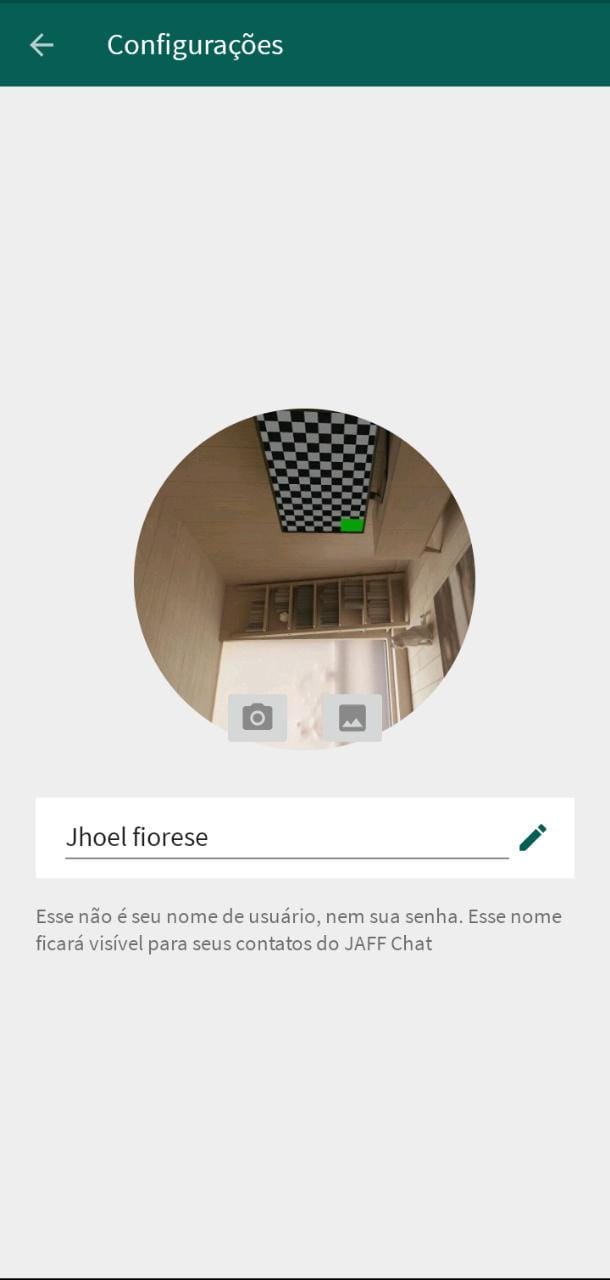 Configurações
Jhoel fiorese
Esse não é seu nome de usuário, nem sua senha. Esse nome
ficará visível para seus contatos do JAFF Chat